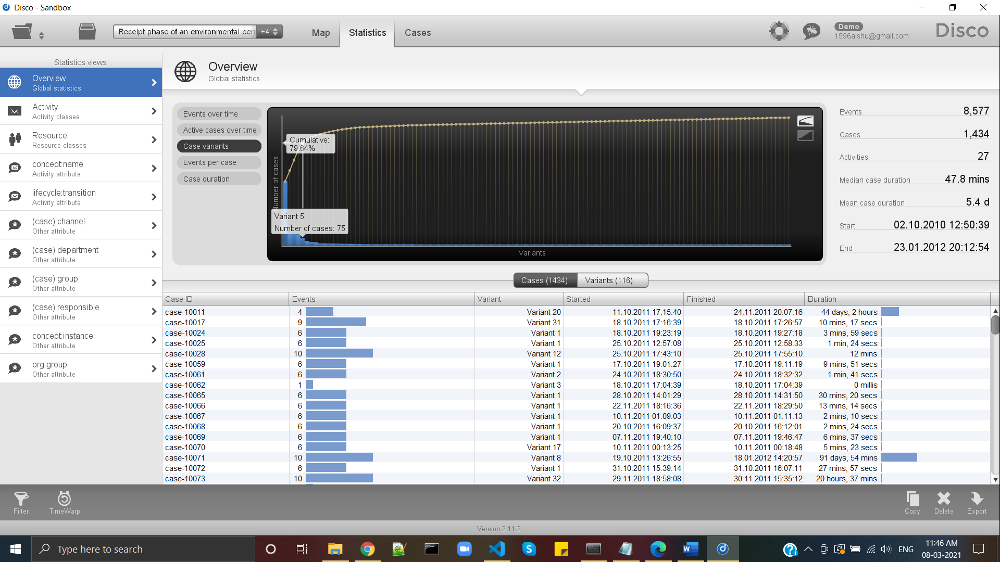 Disco - Sandbox
Receipt phase of an environmental per
+4
Map
Statistics
Cases
Demo
1596aishu@gmail.com
Disco
Statistics views
Overview
Global statistics
Activity
Activity classes
Resource
Resource classes
concept:name
Activity attribute
lifecycle:transition
Activity attribute
(case) channel
Other attribute
(case) department
Other attribute
(case) group
Other attribute
(case) responsible
Other attribute
concept:instance
Other attribute
org:group
Other attribute
Overview
Global statistics
Events over time
Active cases over time
Case variants
Events per case
Case duration
Number of cases
Cumulative:
79.64%
Variant 5
Number of cases: 75
Variants
Events 8,577
Cases 1,434
Activities 27
Median case duration 47.8 mins
Mean case duration 5.4 d
Start 02.10.2010 12:50:39
End 23.01.2012 20:12:54
Cases (1434) Variants (116)
Case ID Events Variant Started Finished Duration
case-10011 4 Variant 20 11.10.2011 17:15:40 24.11.2011 20:07:16 44 days, 2 hours
case-10017 9 Variant 31 18.10.2011 17:16:39 18.10.2011 17:26:57 10 mins, 17 secs
case-10024 6 Variant 1 18.10.2011 19:23:19 18.10.2011 19:27:18 3 mins, 59 secs
case-10025 6 Variant 1 25.10.2011 12:57:08 25.10.2011 12:58:33 1 min, 24 secs
case-10028 10 Variant 12 25.10.2011 17:43:10 25.10.2011 17:55:10 12 mins
case-10059 6 Variant 1 17.10.2011 19:01:27 17.10.2011 19:11:19 9 mins, 51 secs
case-10061 6 Variant 2 24.10.2011 18:30:50 24.10.2011 18:32:32 1 min, 41 secs
case-10062 1 Variant 3 18.10.2011 17:04:39 18.10.2011 17:04:39 0 millis
case-10065 6 Variant 1 28.10.2011 14:01:29 28.10.2011 14:31:50 30 mins, 20 secs
case-10066 6 Variant 1 22.11.2011 18:16:36 22.11.2011 18:29:50 13 mins, 14 secs
case-10067 6 Variant 1 10.11.2011 01:09:03 10.11.2011 01:11:13 2 mins, 10 secs
case-10068 6 Variant 1 20.10.2011 16:09:37 20.10.2011 16:12:01 2 mins, 24 secs
case-10069 6 Variant 1 07.11.2011 19:40:10 07.11.2011 19:46:47 6 mins, 37 secs
case-10070 6 Variant 17 10.11.2011 00:13:25 10.11.2011 00:18:48 5 mins, 23 secs
case-10071 10 Variant 8 19.10.2011 13:26:55 18.01.2012 14:20:57 91 days, 54 mins
case-10072 6 Variant 1 31.10.2011 15:39:14 31.10.2011 16:07:11 27 mins, 57 secs
case-10073 10 Variant 32 29.11.2011 18:58:08 30.11.2011 15:35:12 20 hours, 37 mins
Filter
TimeWarp
Copy
Delete
Export
Version 2.11.2
Type here to search
ENG
11:46 AM
08-03-2021